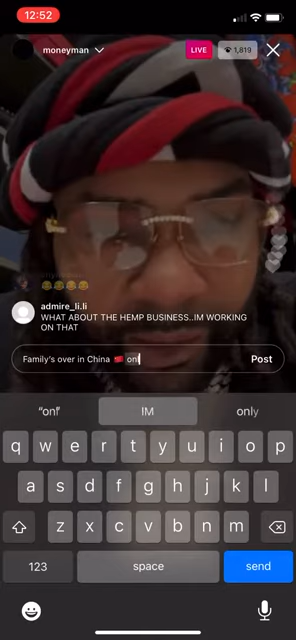 12:52
moneyman
LIVE
1,819
admire_li.li
WHAT ABOUT THE HEMP BUSINESS..IM WORKING
ON THAT
Family's over in China 🇨🇳 onl
Post
"onl" IM only
q w e r t y u i o p
a s d f g h j k l
z x c v b n m
123 space send